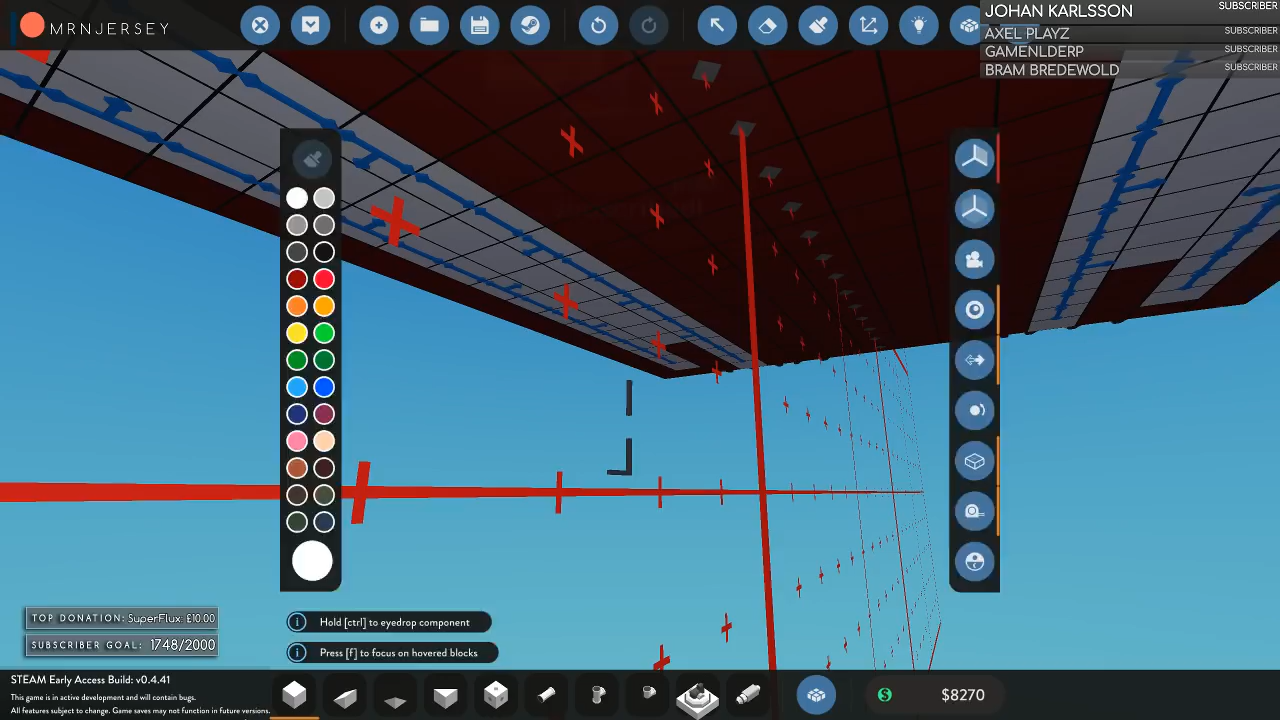 MRNJERSEY
JOHAN KARLSSON SUBSCRIBER
AXEL PLAYZ SUBSCRIBER
GAMENLDERP SUBSCRIBER
BRAM BREDEWOLD SUBSCRIBER
TOP DONATION: SuperFlux: £10.00
SUBSCRIBER GOAL: 1748/2000
Hold [ctrl] to eyedrop component
Press [f] to focus on hovered blocks
STEAM Early Access Build: v0.4.41
This game is in active development and will contain bugs.
All features subject to change. Game saves may not function in future versions.
$ $8270